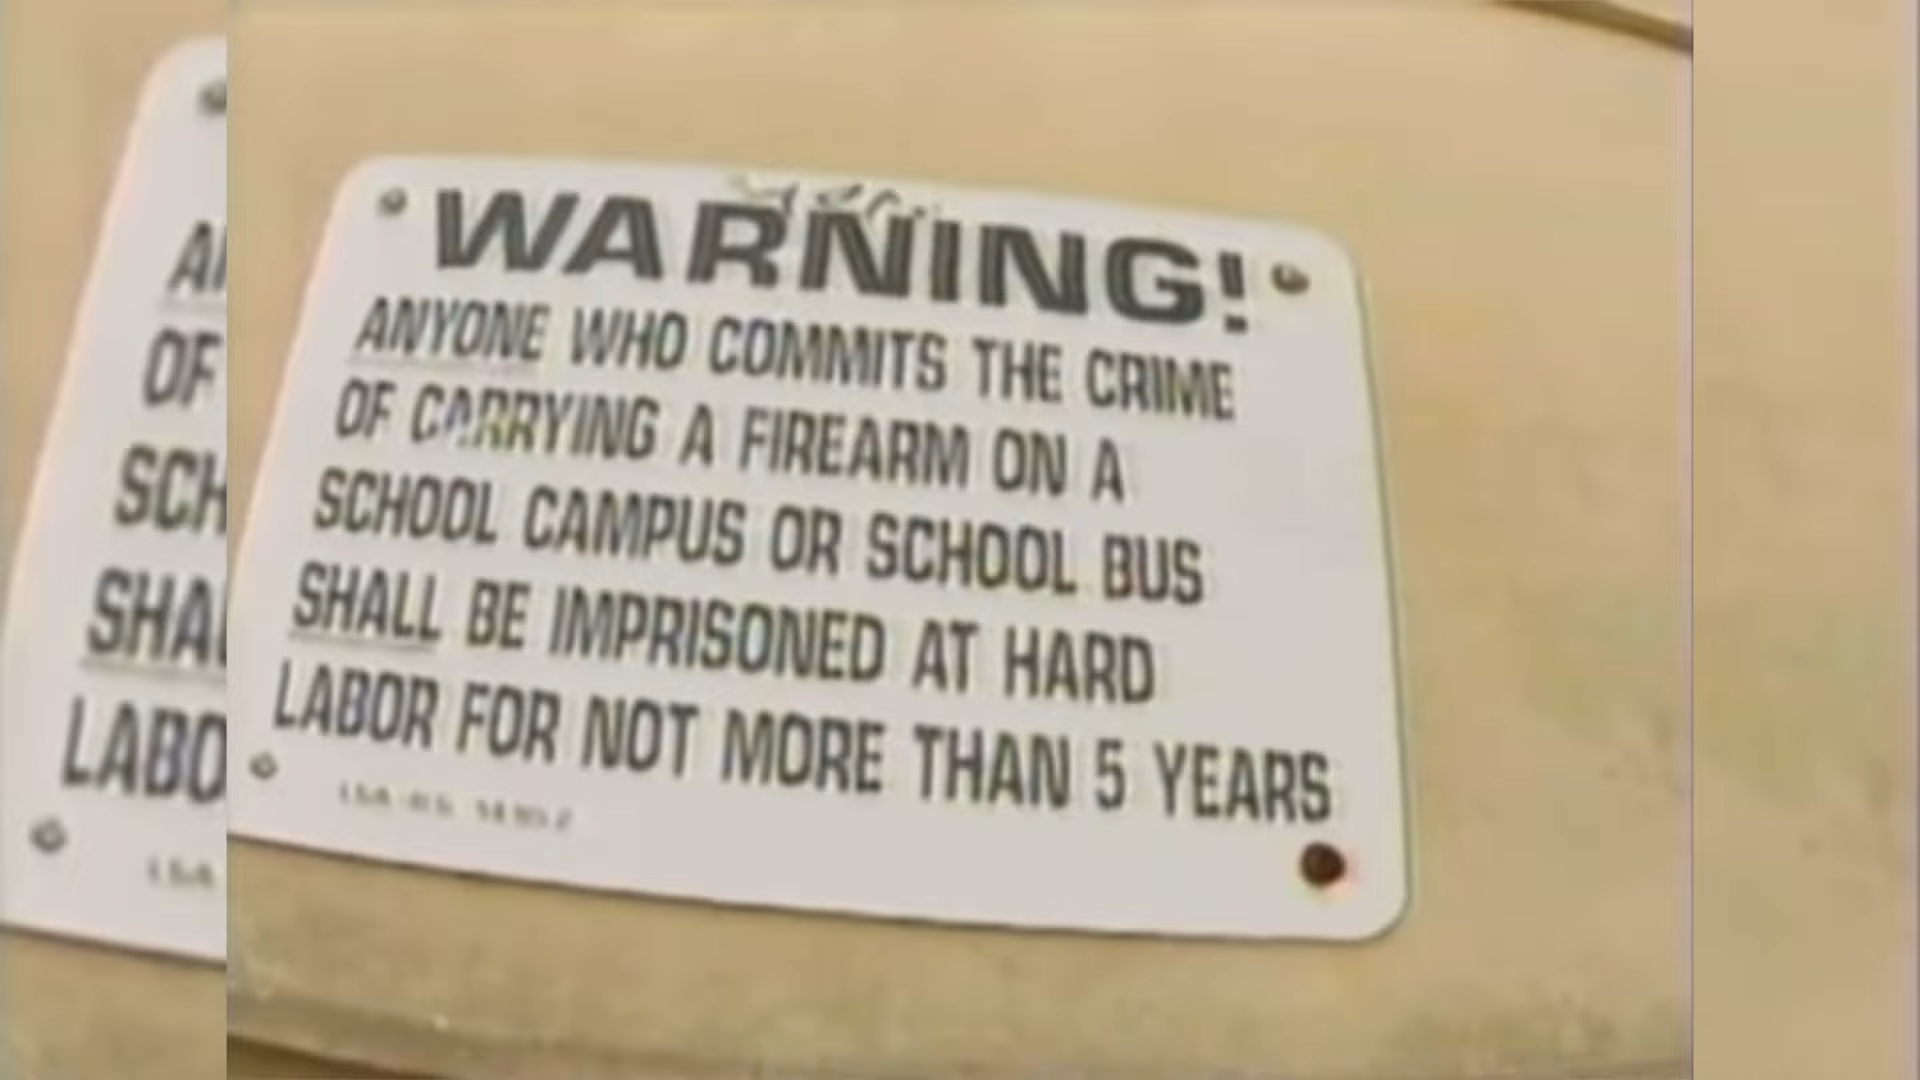 WARNING!
ANYONE WHO COMMITS THE CRIME
OF CARRYING A FIREARM ON A
SCHOOL CAMPUS OR SCHOOL BUS
SHALL BE IMPRISONED AT HARD
LABOR FOR NOT MORE THAN 5 YEARS